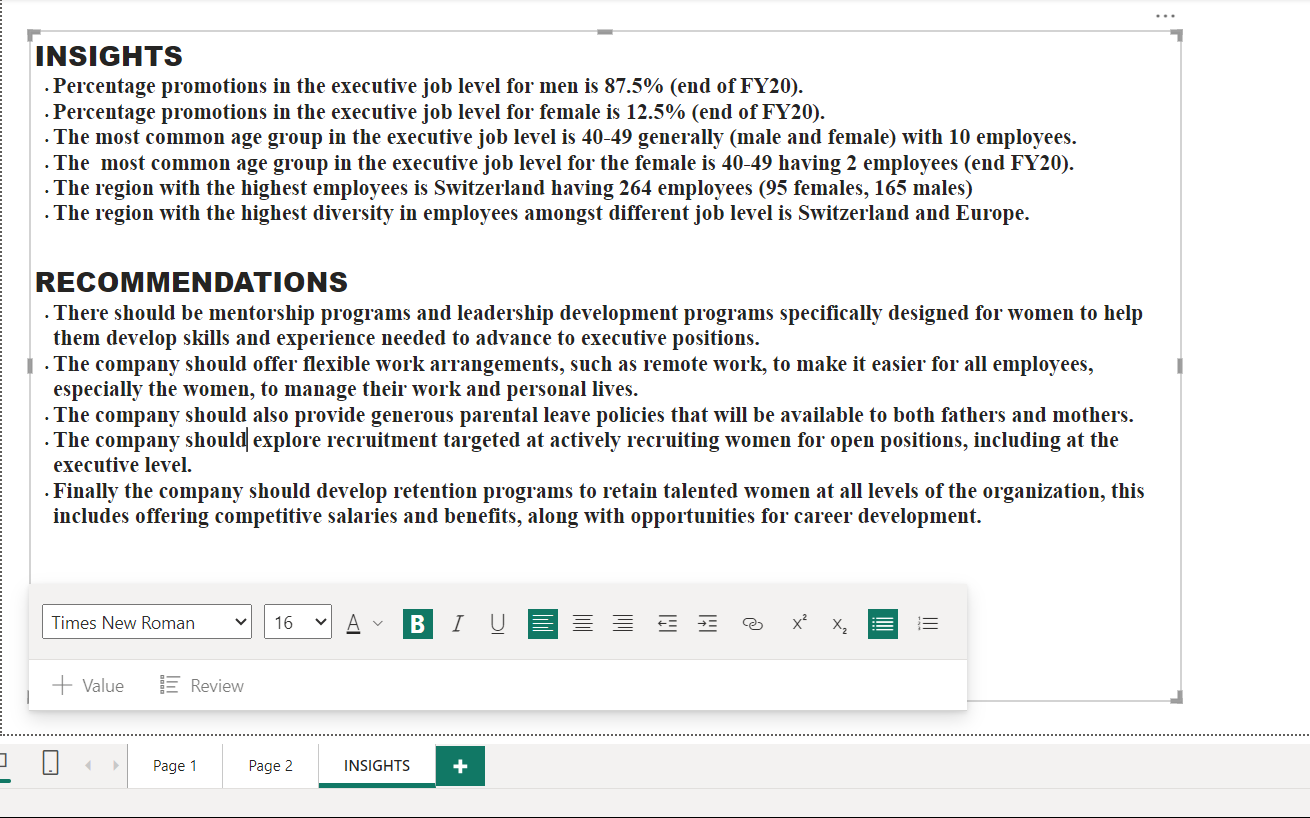 INSIGHTS
. Percentage promotions in the executive job level for men is 87.5% (end of FY20).
. Percentage promotions in the executive job level for female is 12.5% (end of FY20).
. The most common age group in the executive job level is 40-49 generally (male and female) with 10 employees.
. The  most common age group in the executive job level for the female is 40-49 having 2 employees (end FY20).
. The region with the highest employees is Switzerland having 264 employees (95 females, 165 males)
. The region with the highest diversity in employees amongst different job level is Switzerland and Europe.
RECOMMENDATIONS
. There should be mentorship programs and leadership development programs specifically designed for women to help
them develop skills and experience needed to advance to executive positions.
. The company should offer flexible work arrangements, such as remote work, to make it easier for all employees,
especially the women, to manage their work and personal lives.
. The company should also provide generous parental leave policies that will be available to both fathers and mothers.
. The company should explore recruitment targeted at actively recruiting women for open positions, including at the
executive level.
. Finally the company should develop retention programs to retain talented women at all levels of the organization, this
includes offering competitive salaries and benefits, along with opportunities for career development.
Times New Roman 16 A B I U x² x₂
Value Review
Page 1 Page 2 INSIGHTS +